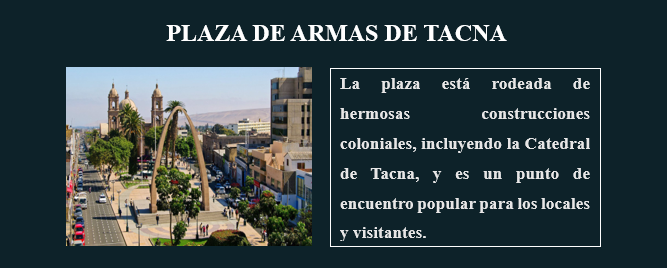 PLAZA DE ARMAS DE TACNA
La plaza está rodeada de
hermosas construcciones
coloniales, incluyendo la Catedral
de Tacna, y es un punto de
encuentro popular para los locales
y visitantes.